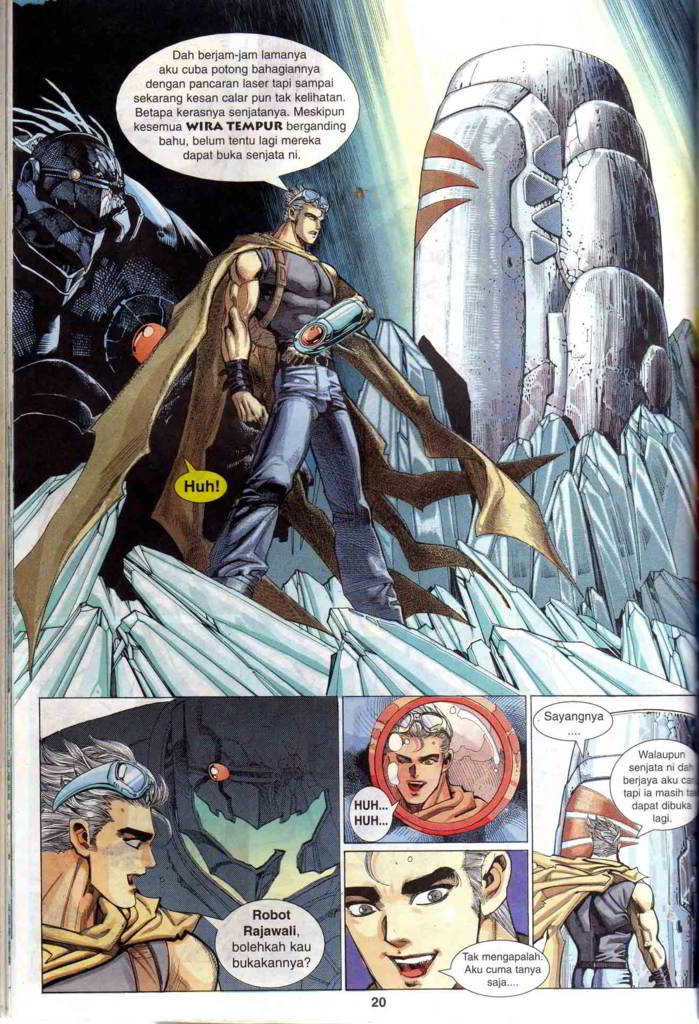 Dah berjam-jam lamanya
aku cuba potong bahagiannya
dengan pancaran laser tapi sampai
sekarang kesan calar pun tak kelihatan.
Betapa kerasnya senjatanya. Meskipun
kesemua WIRA TEMPUR berganding
bahu, belum tentu lagi mereka
dapat buka senjata ni.
Huh!
Robot
Rajawali,
bolehkah kau
bukakannya?
HUH...
HUH...
Tak mengapalah.
Aku cuma tanya
saja....
Sayangnya
....
Walaupun
senjata ni dah
berjaya aku
tapi ia masih
dapat dibuka
lagi.
20